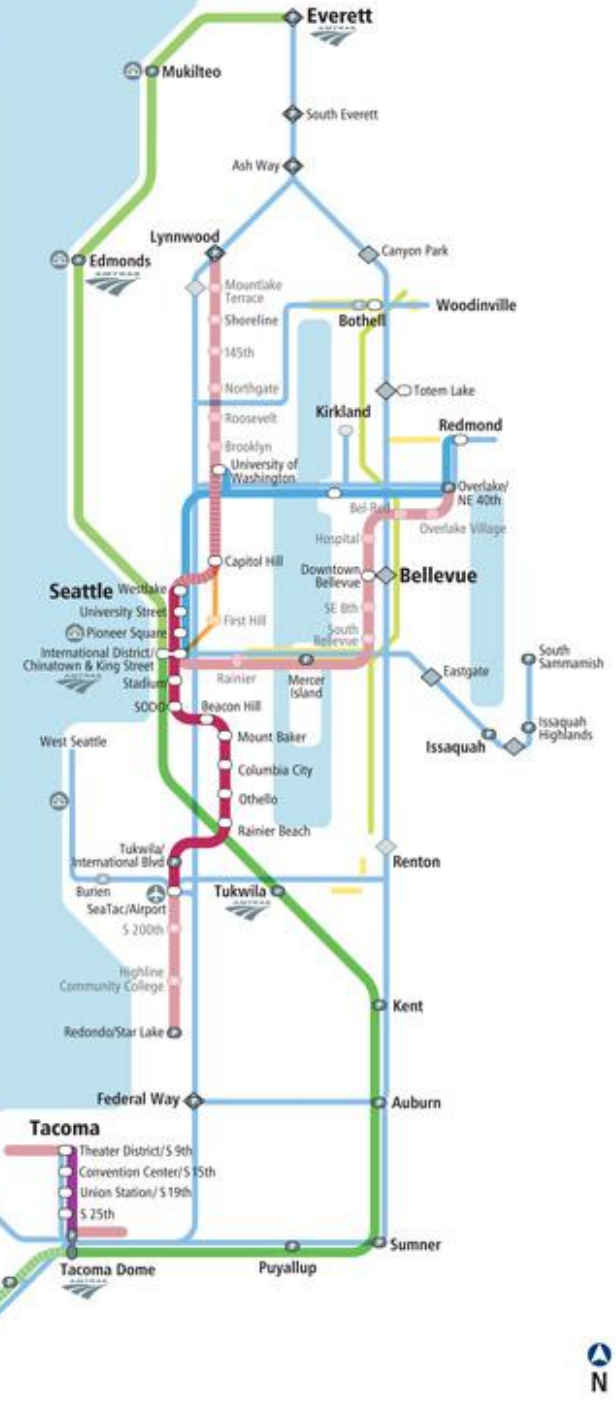 Everett
AMTRAK
Mukilteo
South Everett
Ash Way
Lynnwood
Canyon Park
Edmonds
AMTRAK
Mountlake
Terrace
Shoreline
Bothell
Woodinville
145th
Northgate
Totem Lake
Kirkland
Roosevelt
Redmond
Brooklyn
University of
Washington
Overlake/
NE 40th
Bel-Red
Overlake Village
Hospital
Capitol Hill
Downtown
Bellevue
Bellevue
Seattle
Westlake
University Street
SE 8th
First Hill
Pioneer Square
South
Bellevue
International District/
Chinatown & King Street
AMTRAK
Rainier
Mercer
Island
South
Sammamish
Eastgate
Stadium
SODO
Beacon Hill
Issaquah
Highlands
Issaquah
West Seattle
Mount Baker
Columbia City
Othello
Rainier Beach
Tukwila/
International Blvd
Renton
Burien
Tukwila
AMTRAK
SeaTac/Airport
S 200th
Highline
Community College
Kent
Redondo/Star Lake
Federal Way
Auburn
Tacoma
Theater District/S 9th
Convention Center/S 15th
Union Station/S 19th
S 25th
Sumner
Tacoma Dome
AMTRAK
Puyallup
N